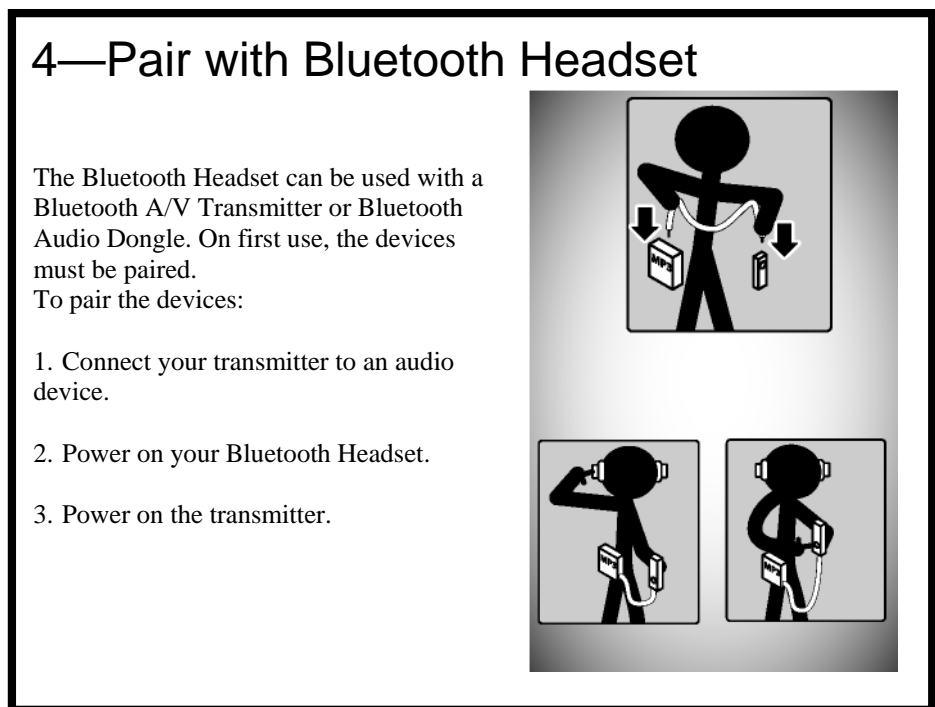 4—Pair with Bluetooth Headset
The Bluetooth Headset can be used with a
Bluetooth A/V Transmitter or Bluetooth
Audio Dongle. On first use, the devices
must be paired.
To pair the devices:
1. Connect your transmitter to an audio
device.
2. Power on your Bluetooth Headset.
3. Power on the transmitter.
MP3
MP3
MP3